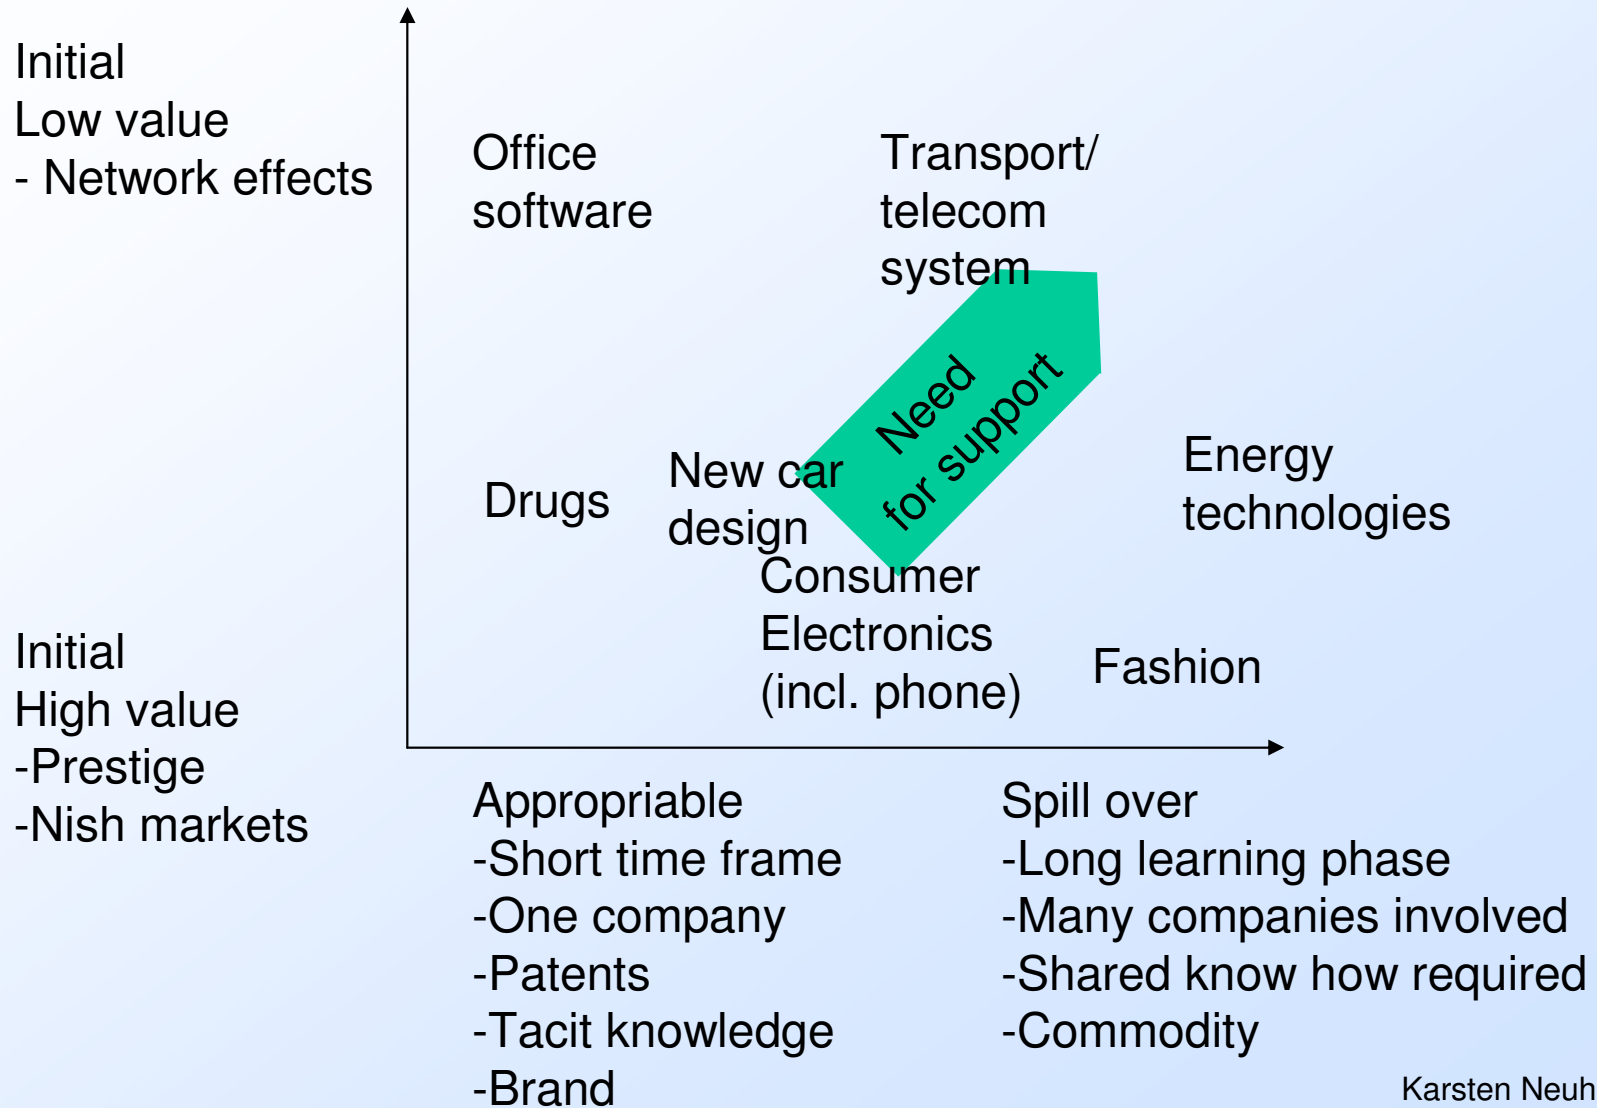 Initial
Low value
- Network effects
Office
software
Transport/
telecom
system
Need
for support
Drugs
New car
design
Energy
technologies
Consumer
Electronics
(incl. phone)
Fashion
Initial
High value
-Prestige
-Nish markets
Appropriable
-Short time frame
-One company
-Patents
-Tacit knowledge
-Brand
Spill over
-Long learning phase
-Many companies involved
-Shared know how required
-Commodity
Karsten Neuh